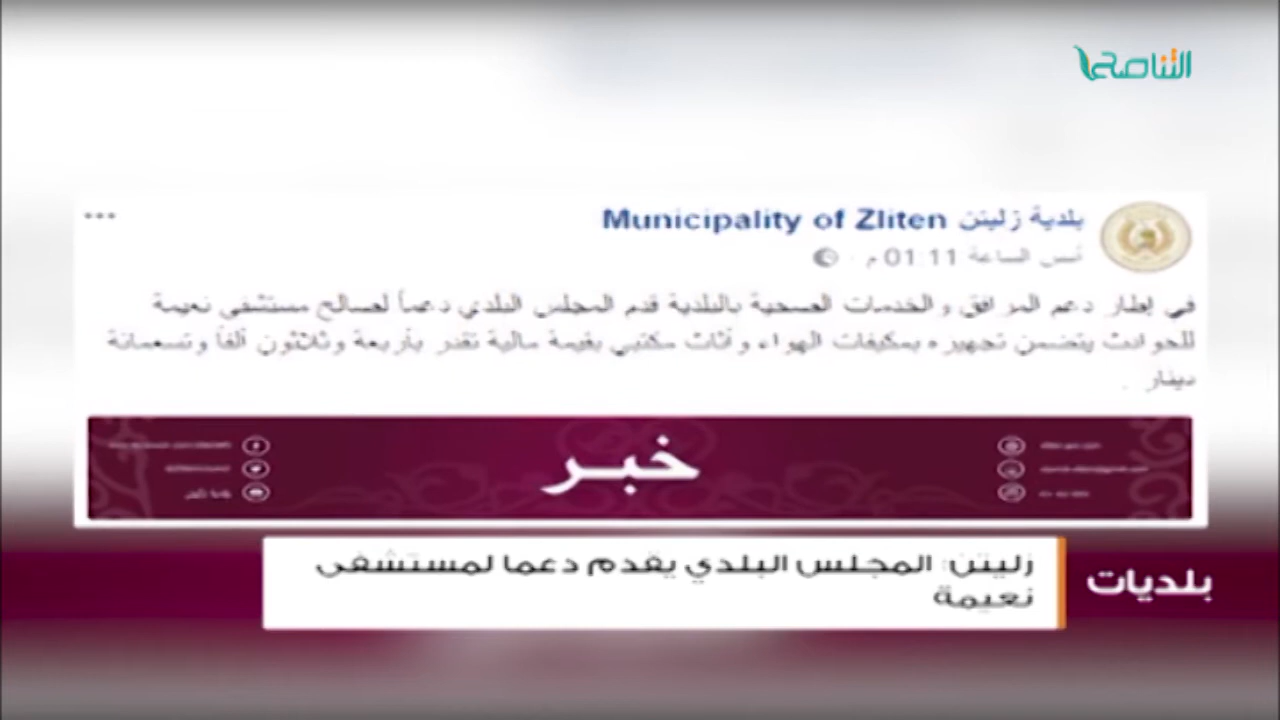 التناصح
بلدية زليتن Municipality of Zliten
أمس الساعة 01:11 م
في إطار دعم المرافق والخدمات الصحية بالبلدية قدم المجلس البلدي دعماً لصالح مستشفى نعيمة
للحوادث يتضمن تجهيزه بمكيفات الهواء وأثاث مكتبي بقيمة مالية تقدر بأربعة وثلاثون ألفاً وتسعمائة
دينار .
خبر
بلديات
زليتن: المجلس البلدي يقدم دعما لمستشفى
نعيمة